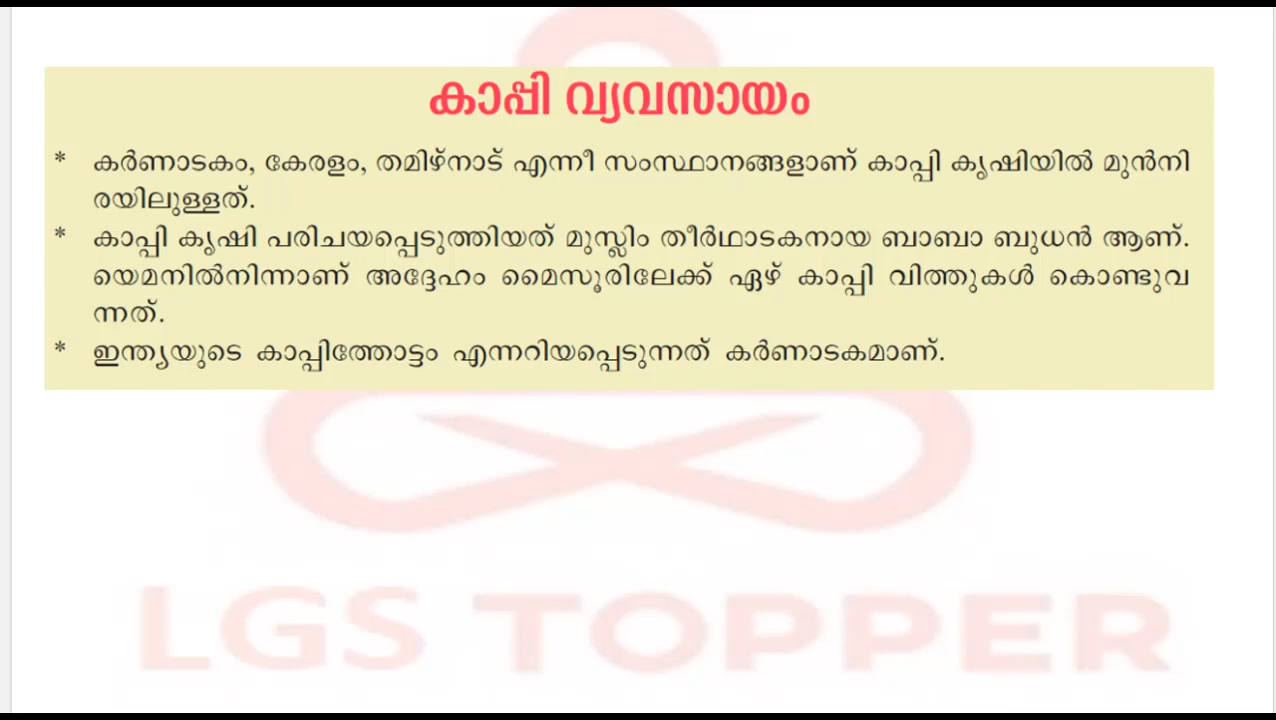 കാപ്പി വ്യവസായം
* കർണാടകം, കേരളം, തമിഴ്നാട് എന്നീ സംസ്ഥാനങ്ങളാണ് കാപ്പി കൃഷിയിൽ മുൻനി
രയിലുള്ളത്.
* കാപ്പി കൃഷി പരിചയപ്പെടുത്തിയത് മുസ്ലിം തീർഥാടകനായ ബാബാ ബുധൻ ആണ്.
യെമനിൽനിന്നാണ് അദ്ദേഹം മൈസൂരിലേക്ക് ഏഴ് കാപ്പി വിത്തുകൾ കൊണ്ടുവ
ന്നത്.
* ഇന്ത്യയുടെ കാപ്പിത്തോട്ടം എന്നറിയപ്പെടുന്നത് കർണാടകമാണ്.
LGS TOPPER